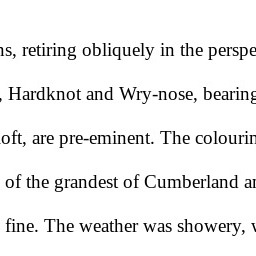 ns, retiring obliquely in the perspe
, Hardknot and Wry-nose, bearing
loft, are pre-eminent. The colourin
of the grandest of Cumberland an
fine. The weather was showery, w